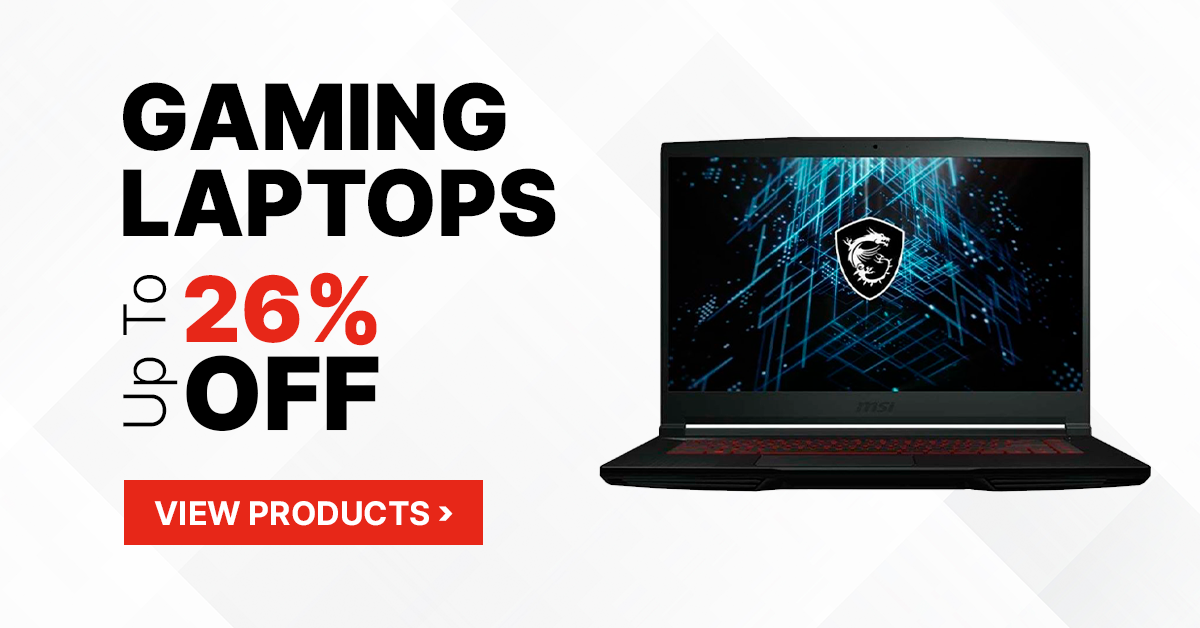 GAMING
LAPTOPS
Up To
26%
OFF
VIEW PRODUCTS >
msi